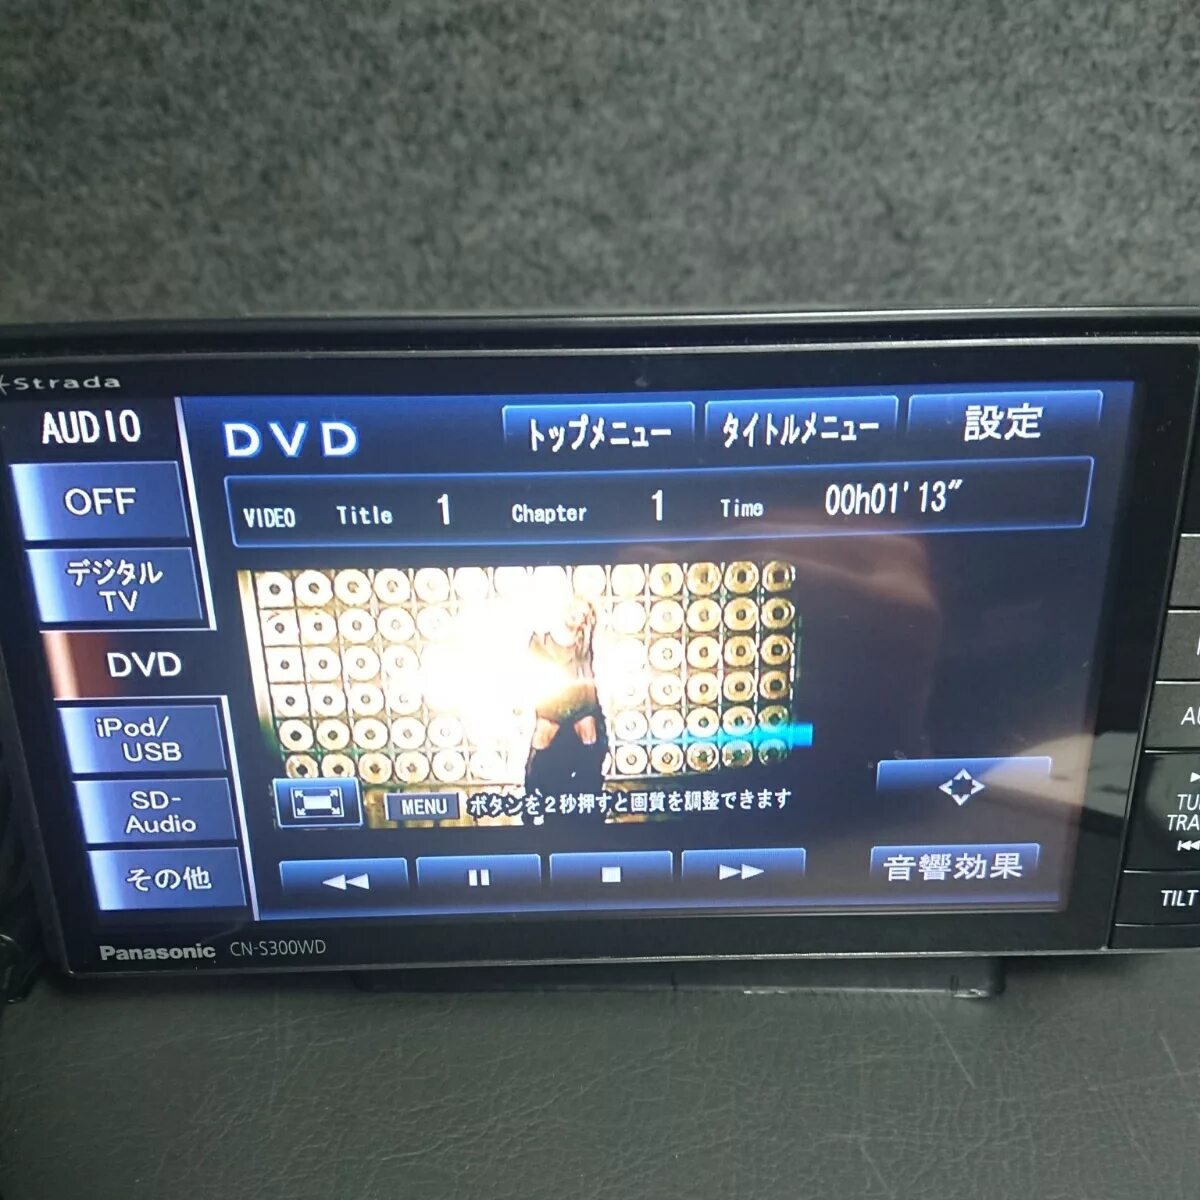 Strada
AUDIO
OFF
デジタル
TV
DVD
iPod/
USB
SD-
Audio
その他
DVD
トップメニュー
タイトルメニュー
設定
VIDEO Title 1 Chapter 1 Time 00h01'13"
MENU ボタンを2秒押すと画質を調整できます
音響効果
Panasonic CN-S300WD
TILT